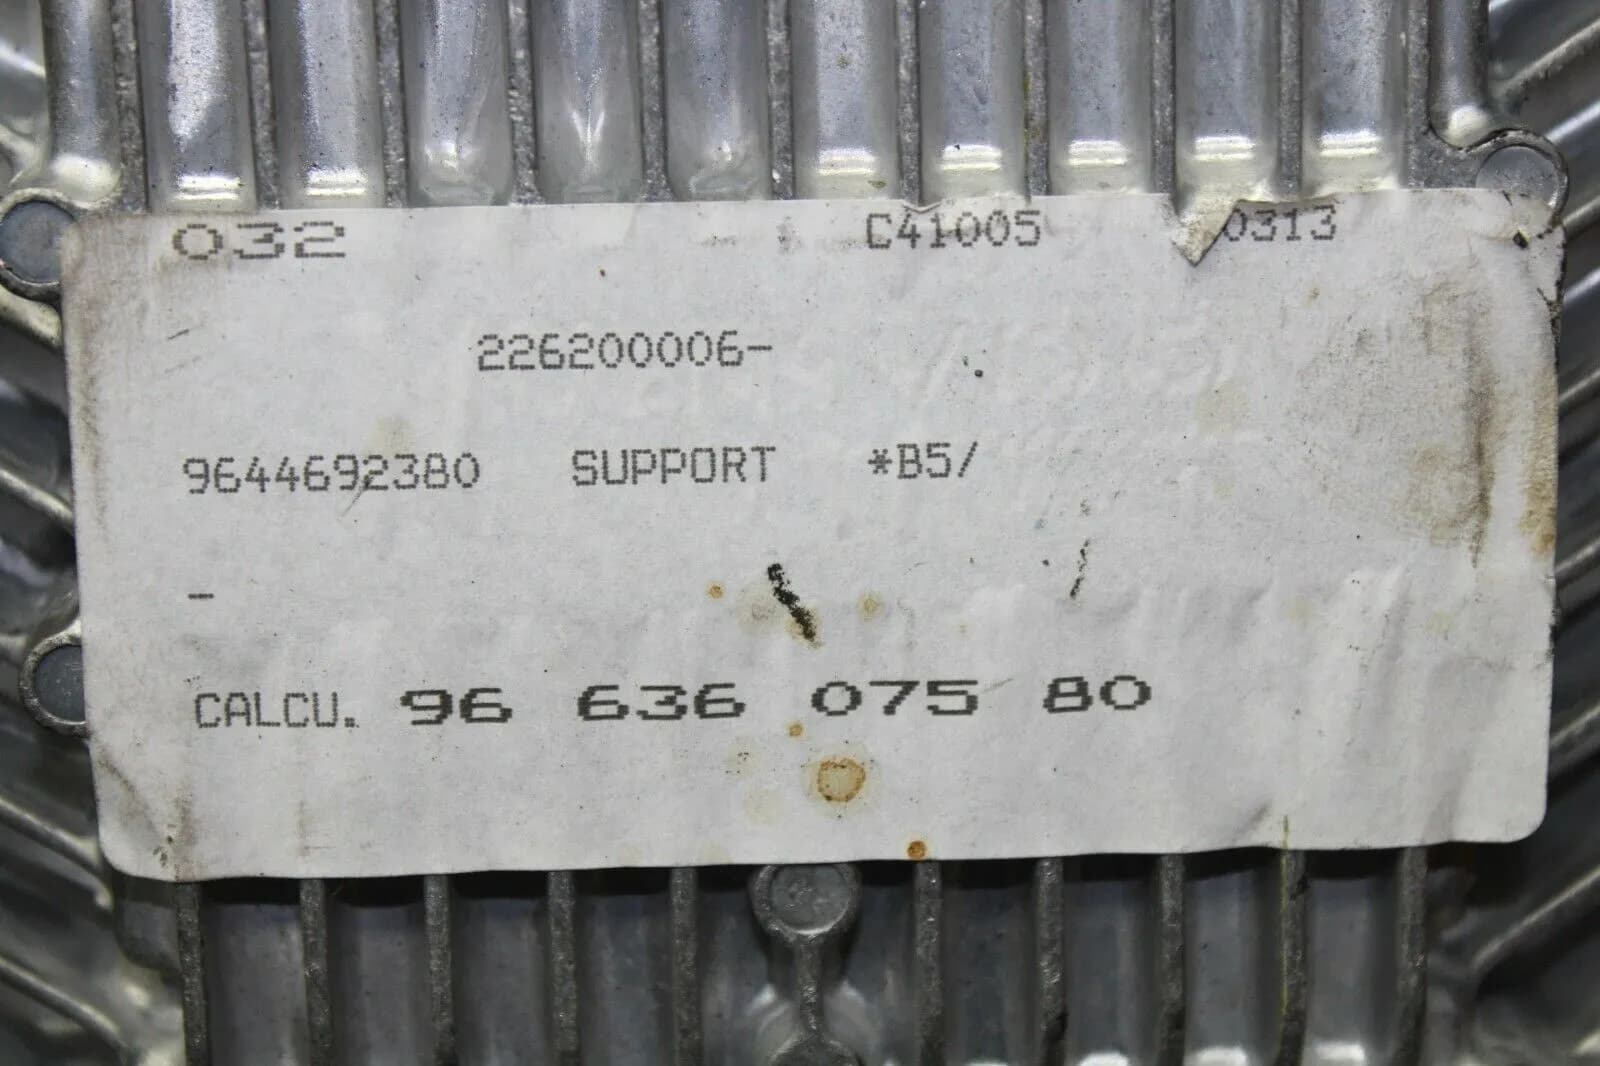 032 C41005 0313
226200006-
9644692380 SUPPORT *B5/
-
CALCU. 96 636 075 80